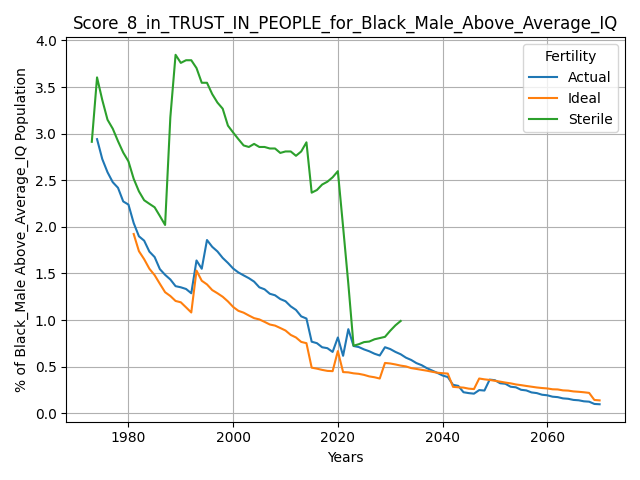 Score_8_in_TRUST_IN_PEOPLE_for_Black_Male_Above_Average_IQ
% of Black_Male Above_Average_IQ Population
4.0
3.5
3.0
2.5
2.0
1.5
1.0
0.5
0.0
Fertility
Actual
Ideal
Sterile
1980
2000
2020
2040
2060
Years